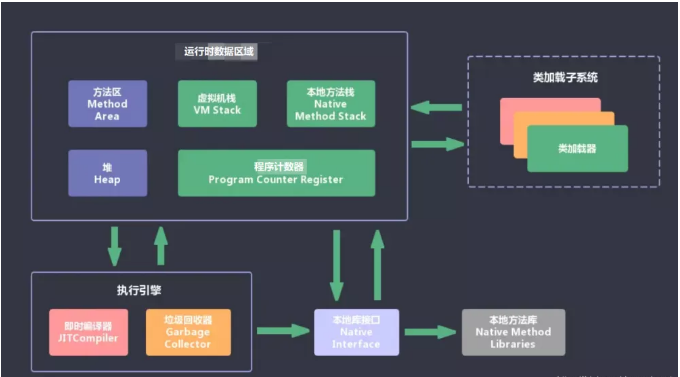 运行时数据区域
方法区
Method
Area
虚拟机栈
VM Stack
本地方法栈
Native
Method Stack
堆
Heap
程序计数器
Program Counter Register
类加载子系统
类加载器
执行引擎
即时编译器
JITCompiler
垃圾回收器
Garbage
Collector
本地库接口
Native
Interface
本地方法库
Native Method
Libraries